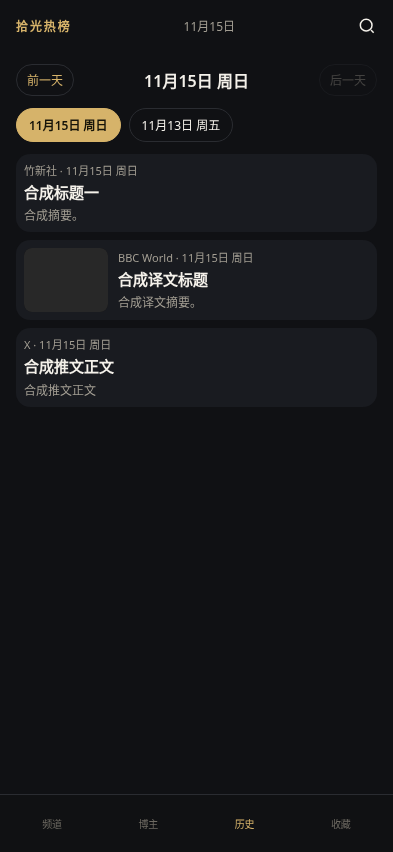 拾光热榜
11月15日
前一天
11月15日 周日
后一天
11月15日 周日
11月13日 周五
竹新社 · 11月15日 周日
合成标题一
合成摘要。
BBC World · 11月15日 周日
合成译文标题
合成译文摘要。
X · 11月15日 周日
合成推文正文
合成推文正文
频道
博主
历史
收藏